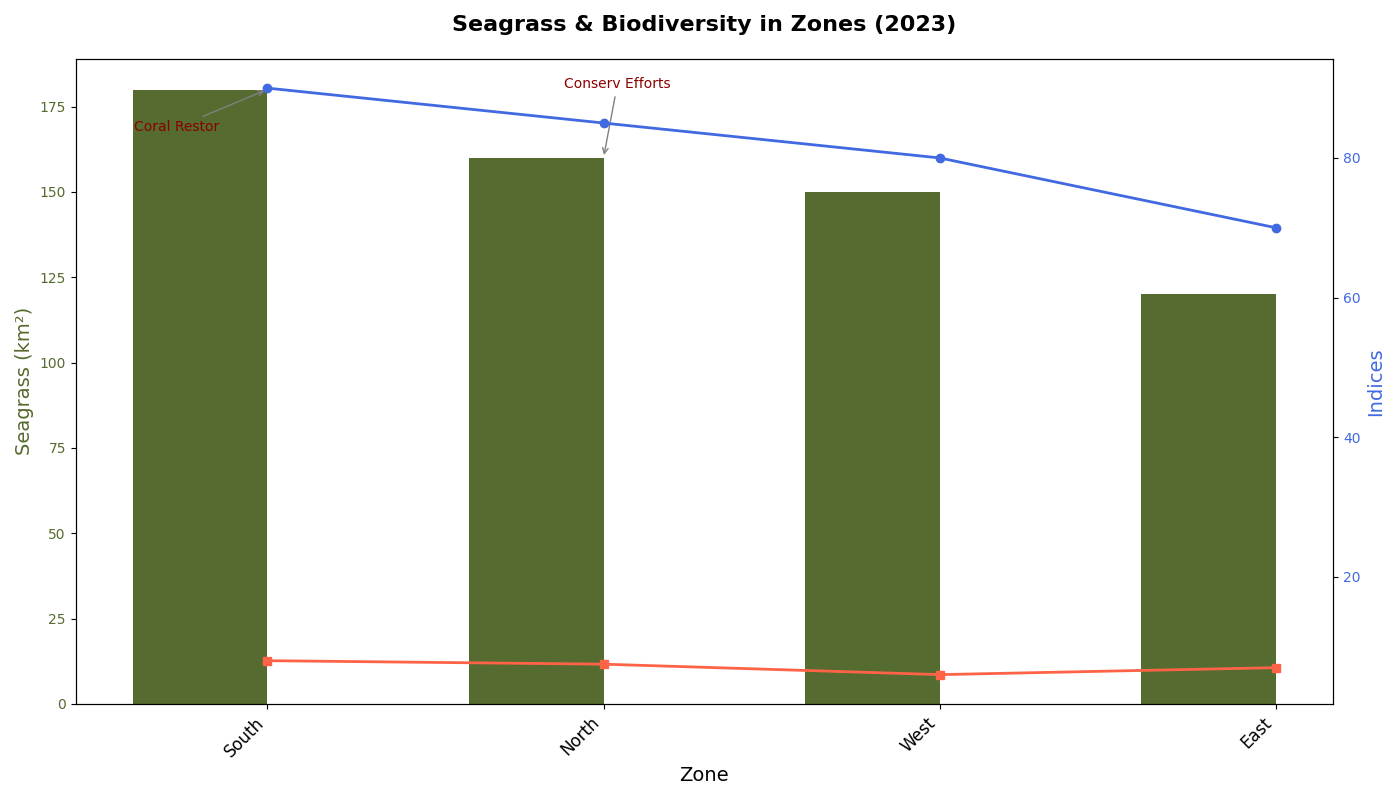 Seagrass & Biodiversity in Zones (2023)
Conserv Efforts
Coral Restor
Seagrass (km²)
175
150
125
100
75
50
25
0
80
60
40
20
Indices
South
North
West
East
Zone